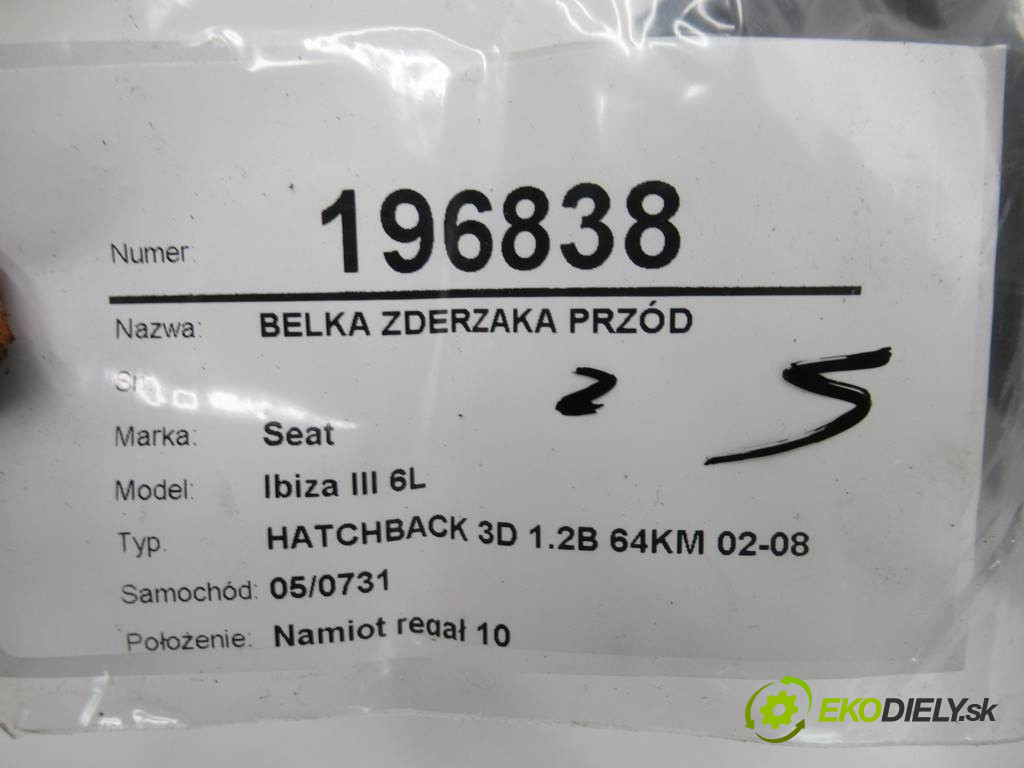 Numer: 196838
Nazwa: BELKA ZDERZAKA PRZÓD
2 5
Marka: Seat
Model: Ibiza III 6L
Typ. HATCHBACK 3D 1.2B 64KM 02-08
Samochód: 05/0731
Położenie: Namiot regał 10
EKODIELY.sk